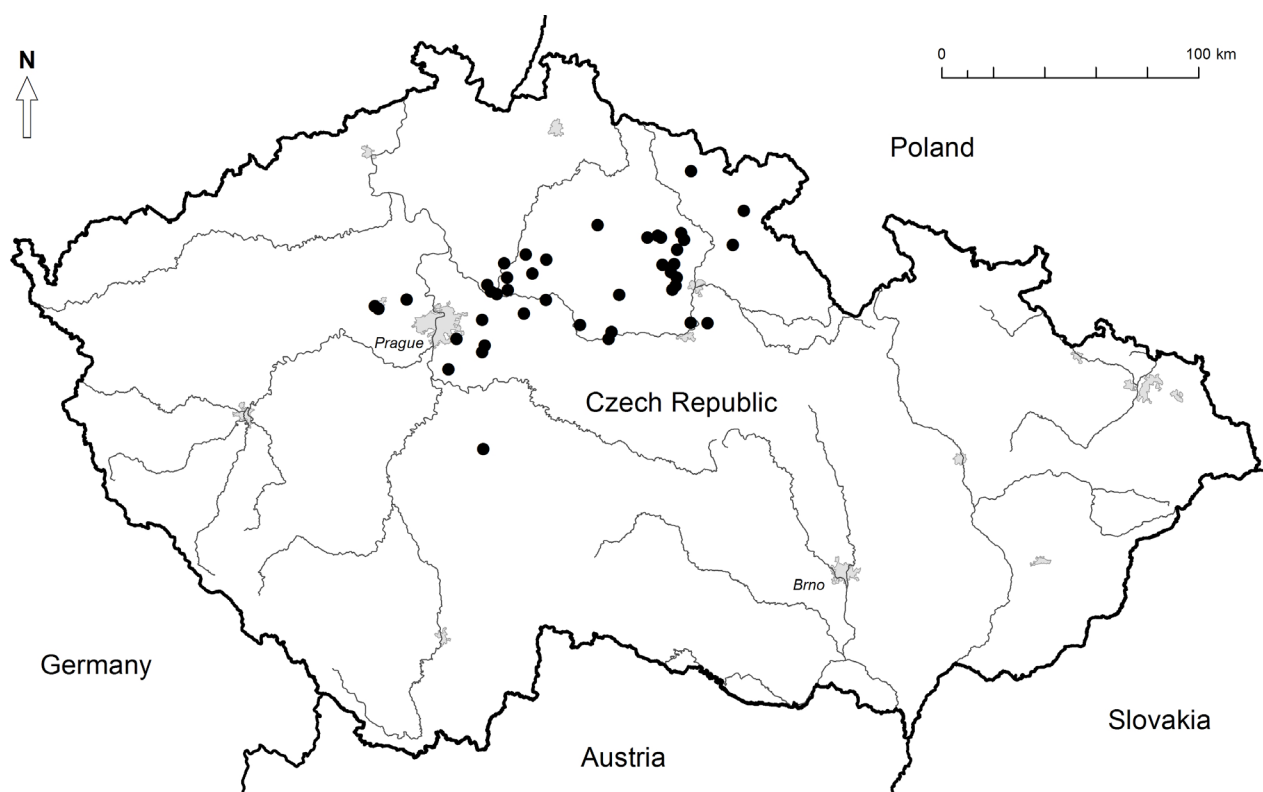 N
0 100 km
Poland
Prague
Czech Republic
Brno
Germany
Slovakia
Austria